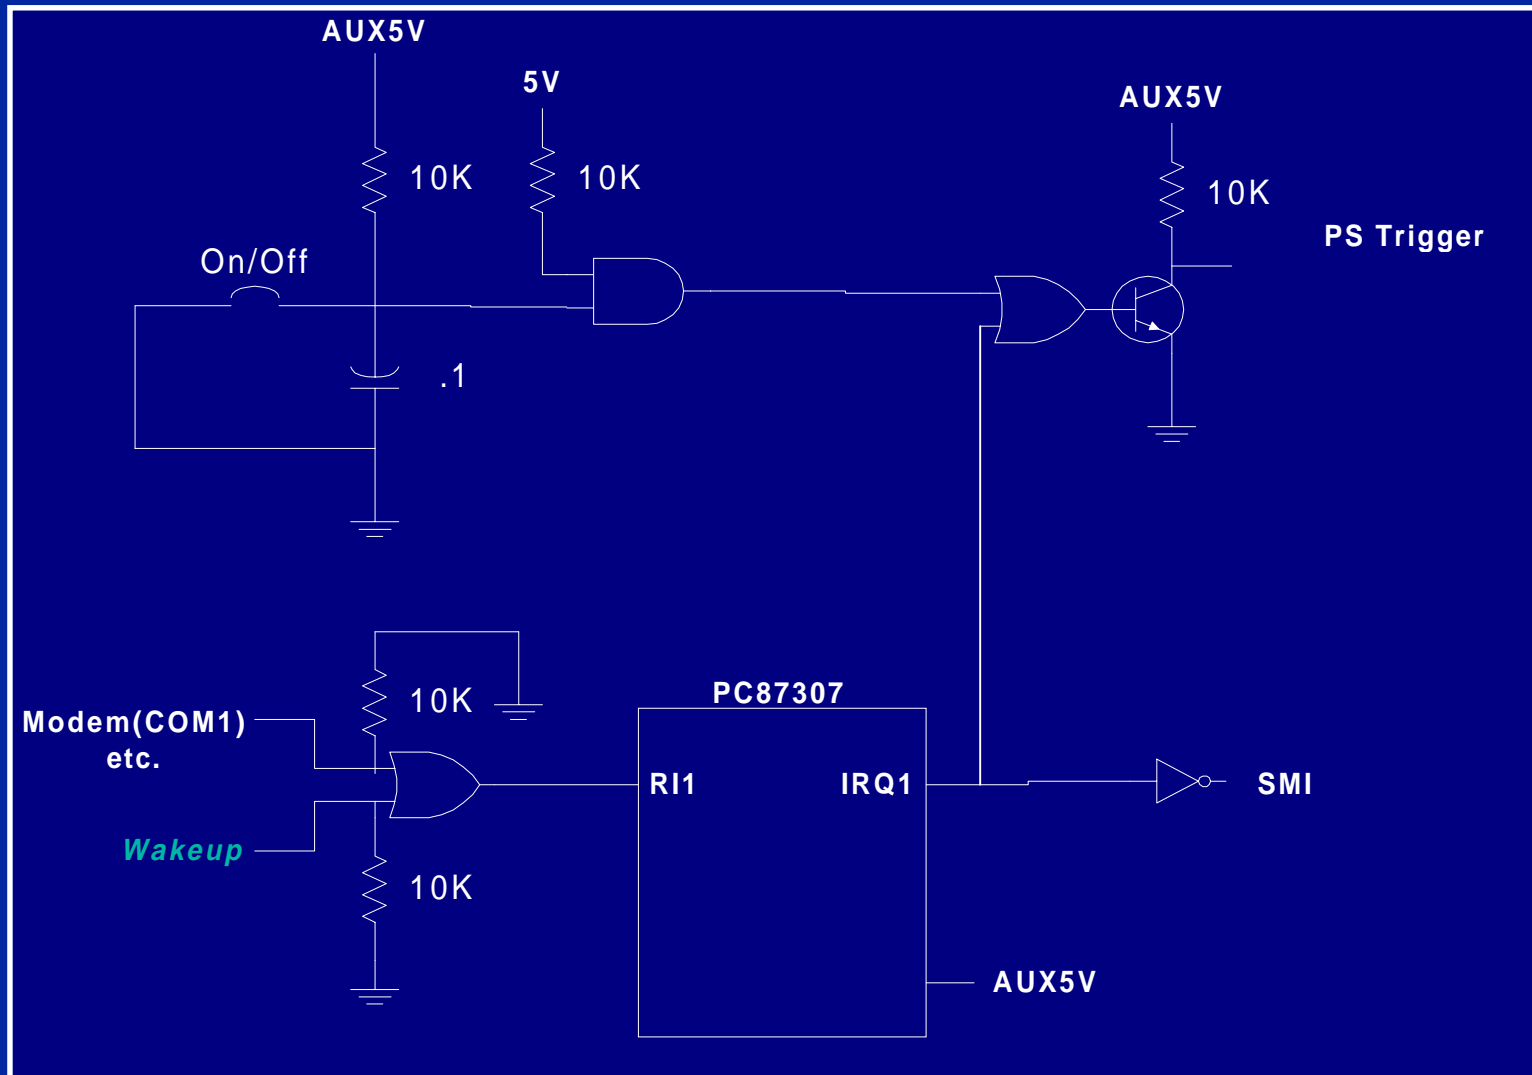 AUX5V
5V
AUX5V
10K
10K
10K
PS Trigger
On/Off
.1
PC87307
10K
Modem(COM1)
etc.
RI1
IRQ1
SMI
Wakeup
10K
AUX5V